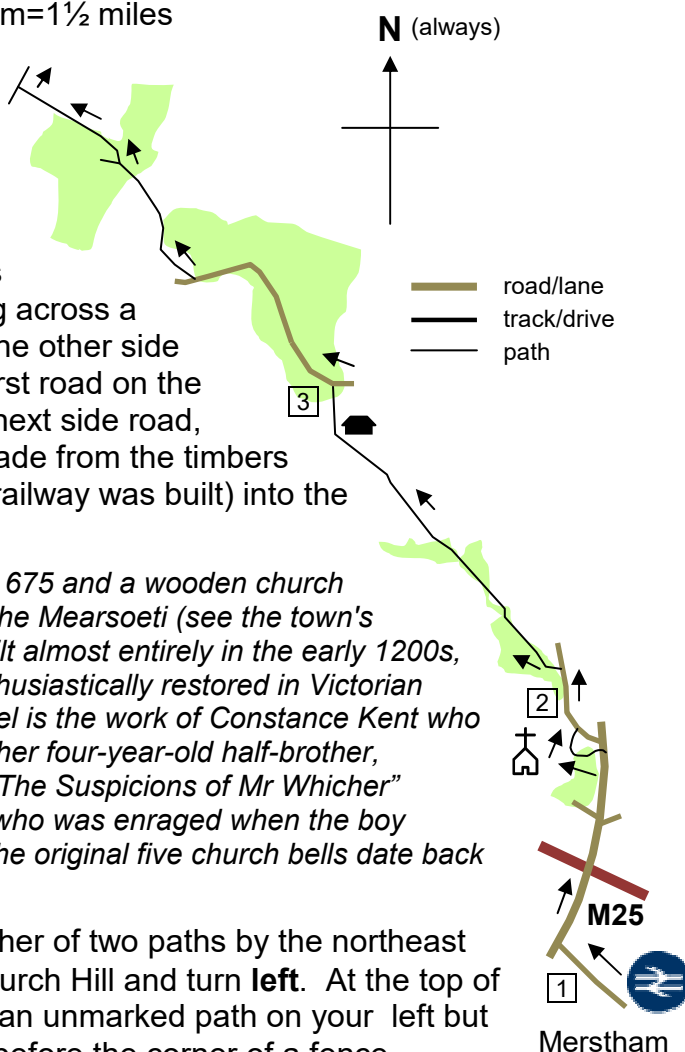 m=1½ miles
N (always)
s
g across a
he other side
rst road on the
next side road,
ade from the timbers
railway was built) into the
road/lane
track/drive
path
3
675 and a wooden church
he Mearsoeti (see the town's
lt almost entirely in the early 1200s,
husiastically restored in Victorian
el is the work of Constance Kent who
her four-year-old half-brother,
The Suspicions of Mr Whicher”
who was enraged when the boy
he original five church bells date back
2
M25
her of two paths by the northeast
urch Hill and turn left. At the top of
an unmarked path on your left but
before the corner of a fence
1
Merstham